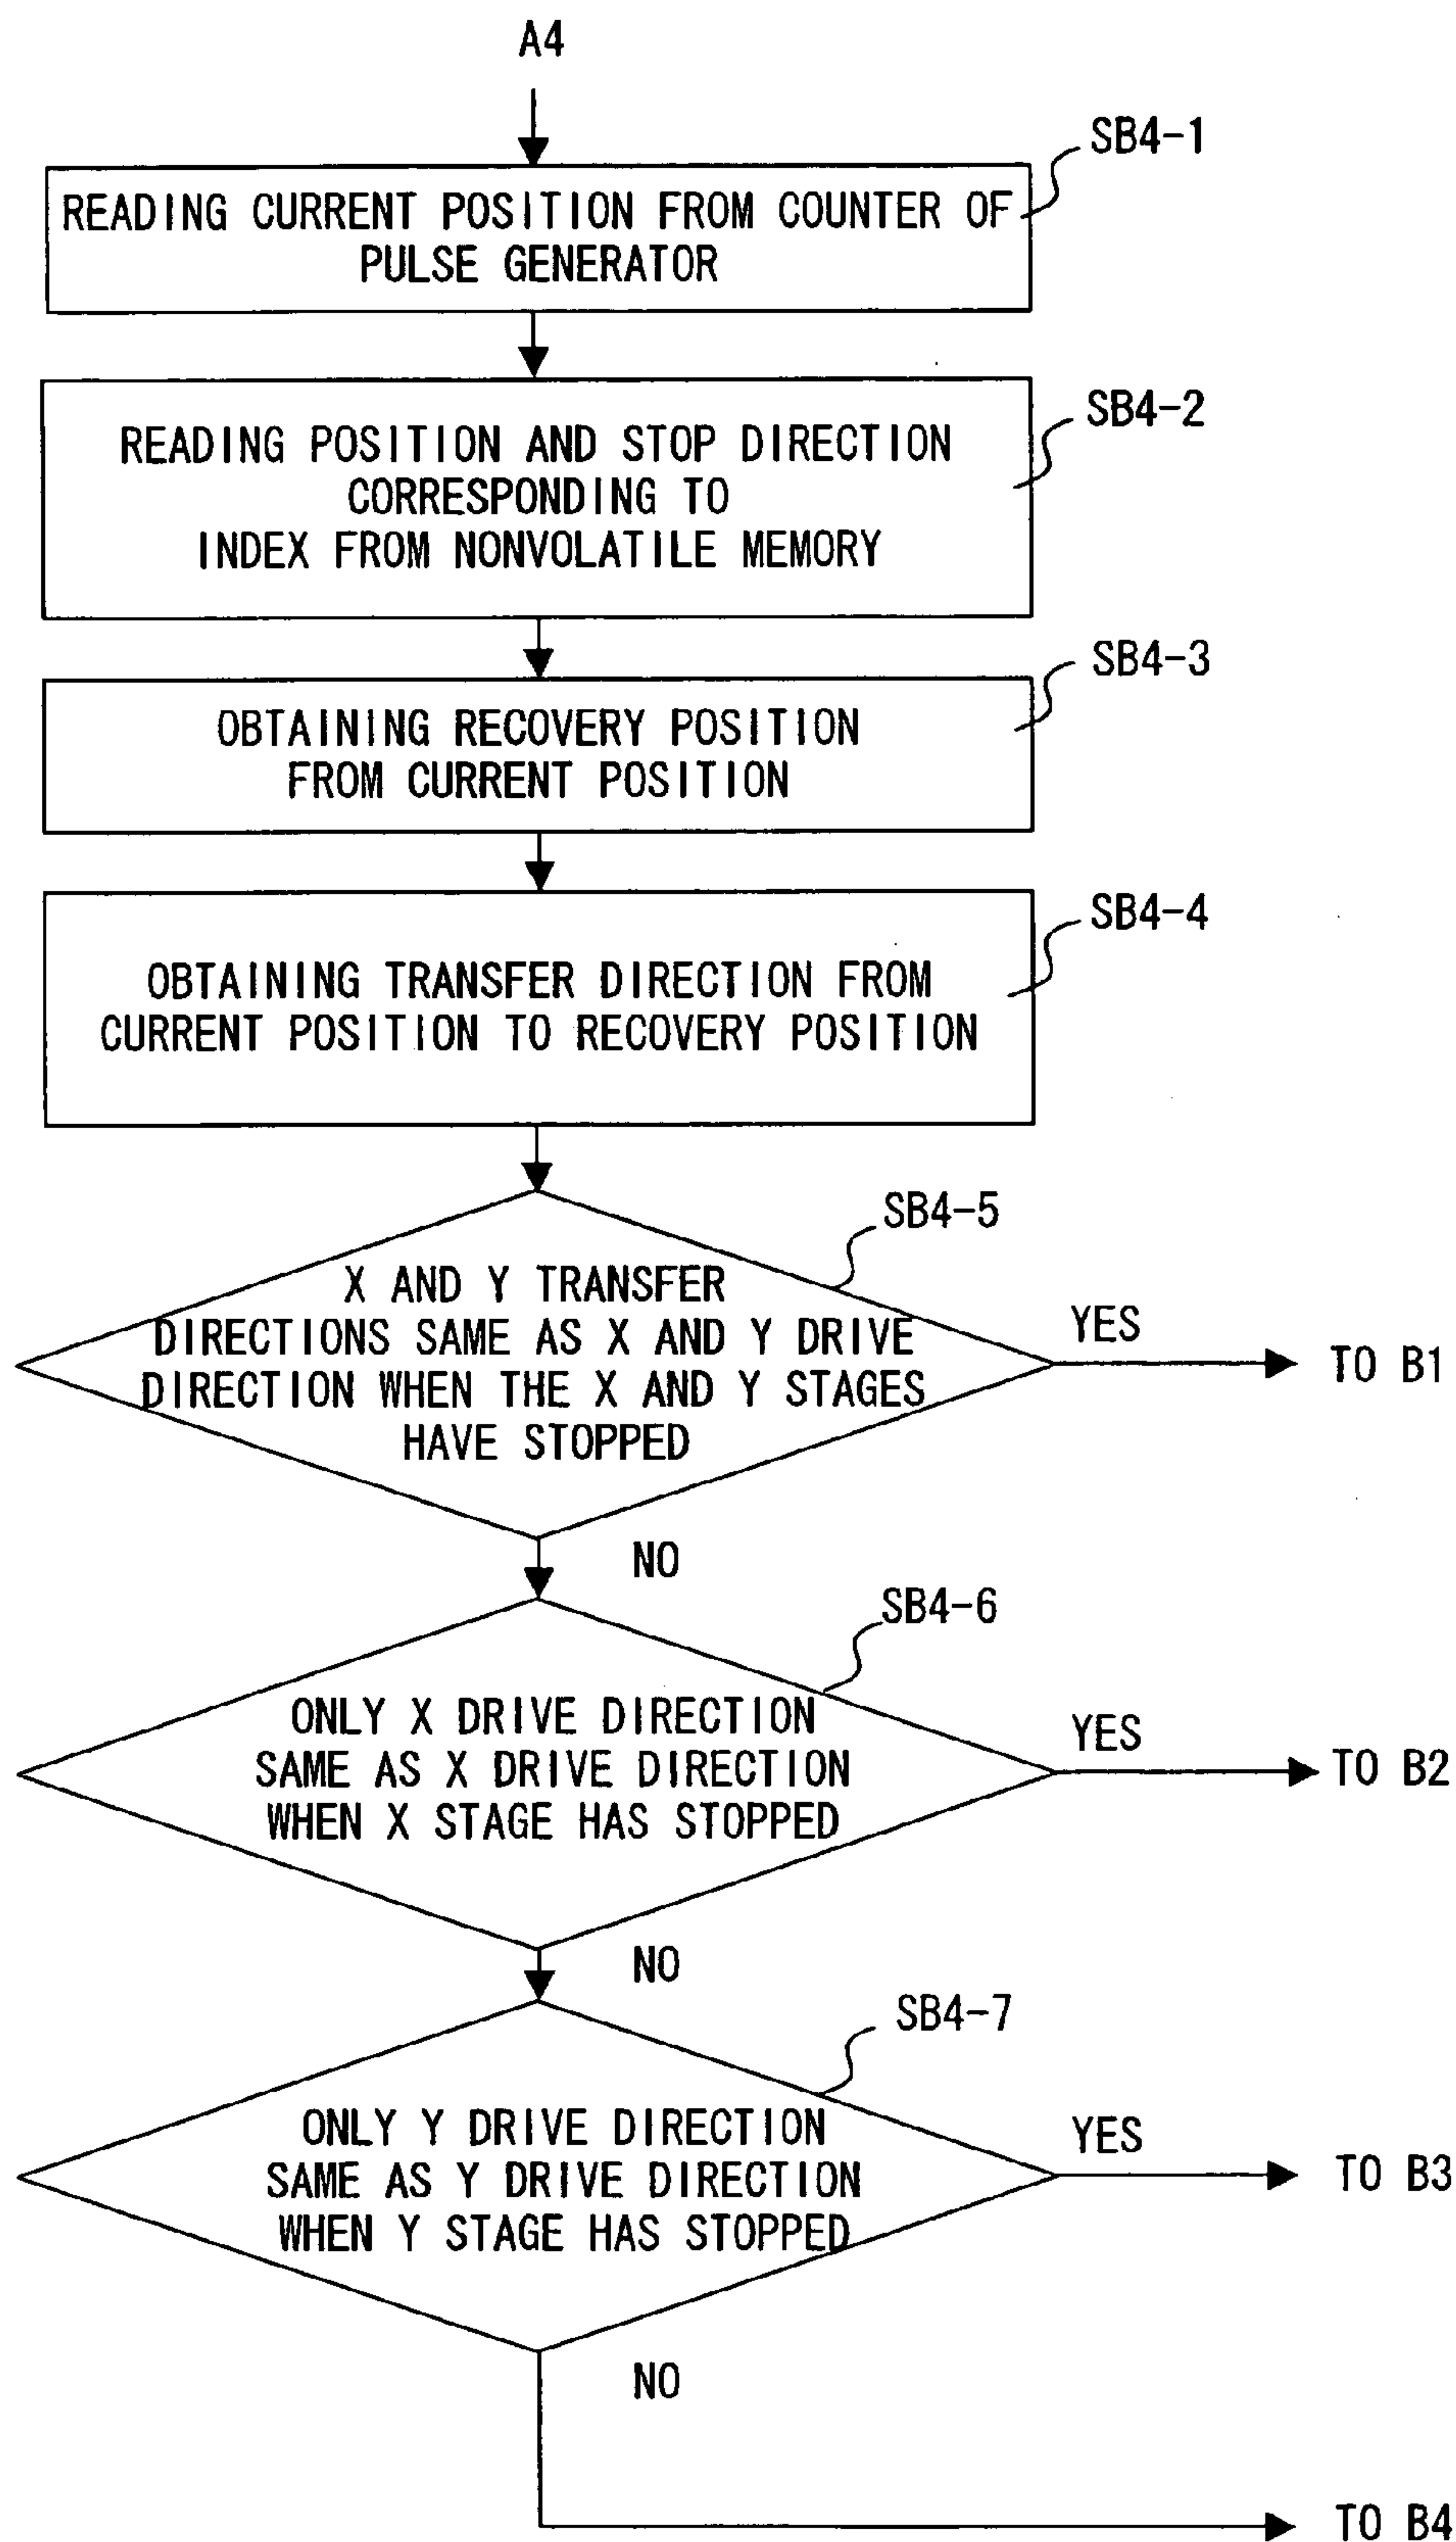 A4
SB4-1
READING CURRENT POSITION FROM COUNTER OF
PULSE GENERATOR
SB4-2
READING POSITION AND STOP DIRECTION
CORRESPONDING TO
INDEX FROM NONVOLATILE MEMORY
SB4-3
OBTAINING RECOVERY POSITION
FROM CURRENT POSITION
SB4-4
OBTAINING TRANSFER DIRECTION FROM
CURRENT POSITION TO RECOVERY POSITION
SB4-5
X AND Y TRANSFER
DIRECTIONS SAME AS X AND Y DRIVE
DIRECTION WHEN THE X AND Y STAGES
HAVE STOPPED
YES
TO B1
NO
SB4-6
ONLY X DRIVE DIRECTION
SAME AS X DRIVE DIRECTION
WHEN X STAGE HAS STOPPED
YES
TO B2
NO
SB4-7
ONLY Y DRIVE DIRECTION
SAME AS Y DRIVE DIRECTION
WHEN Y STAGE HAS STOPPED
YES
TO B3
NO
TO B4